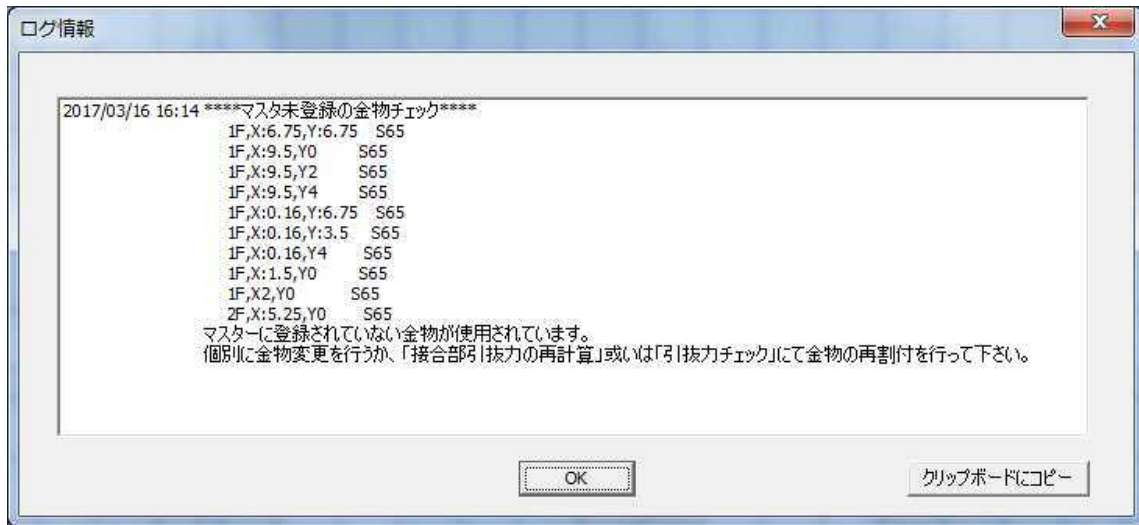 ログ情報
2017/03/16 16:14 ****マスタ未登録の金物チェック****
1F,X:6.75,Y:6.75 S65
1F,X:9.5,Y0 S65
1F,X:9.5,Y2 S65
1F,X:9.5,Y4 S65
1F,X:0.16,Y:6.75 S65
1F,X:0.16,Y:3.5 S65
1F,X:0.16,Y4 S65
1F,X:1.5,Y0 S65
1F,X2,Y0 S65
2F,X:5.25,Y0 S65
マスターに登録されていない金物が使用されています。
個別に金物変更を行うか、「接合部引抜力の再計算」或いは「引抜力チェック」にて金物の再割付を行って下さい。
OK
クリップボードにコピー